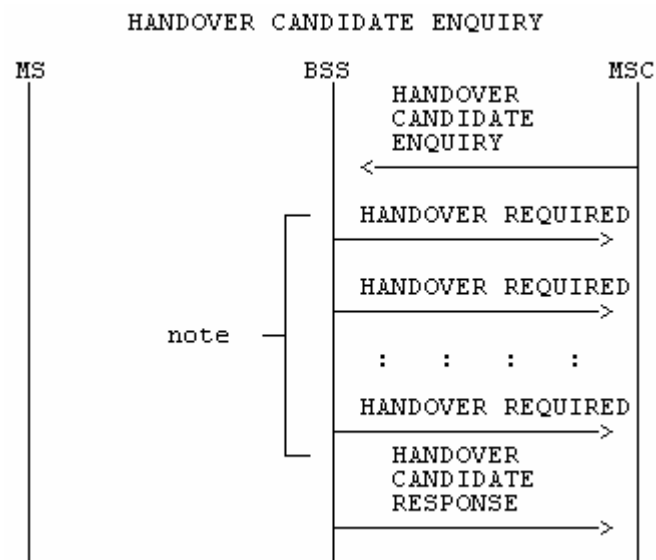 HANDOVER CANDIDATE ENQUIRY
MS BSS MSC
HANDOVER
CANDIDATE
ENQUIRY
HANDOVER REQUIRED
HANDOVER REQUIRED
note
: : : :
HANDOVER REQUIRED
HANDOVER
CANDIDATE
RESPONSE